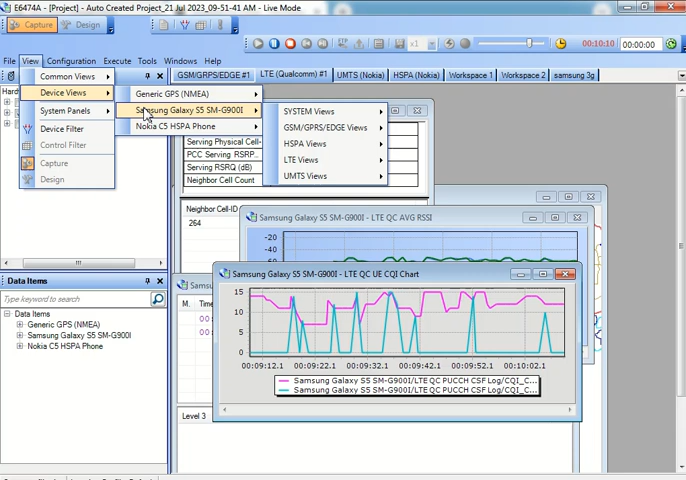 E6474A - [Project] - Auto Created Project_21 Jul 2023_09-51-41 AM - Live Mode
Capture Design
x1 00:10:10 00:00:00
File View Configuration Execute Tools Windows Help
GSM/GRPS/EDGE #1 LTE (Qualcomm) #1 UMTS (Nokia) HSPA (Nokia) Workspace 1 Workspace 2 samsung 3g
Common Views
Device Views
System Panels
Device Filter
Control Filter
Capture
Design
Generic GPS (NMEA)
Samsung Galaxy S5 SM-G900I
Nokia C5 HSPA Phone
SYSTEM Views
GSM/GPRS/EDGE Views
HSPA Views
LTE Views
UMTS Views
Serving Physical Cell-
PCC Serving RSRP...
Serving RSRQ (dB)
Neighbor Cell Count
Neighbor Cell-ID
264
Samsung Galaxy S5 SM-G900I - LTE QC AVG RSSI
-20
-40
Samsung Galaxy S5 SM-G900I - LTE QC UE CQI Chart
15
10
5
0
00:09:12.1 00:09:22.1 00:09:32.1 00:09:42.1 00:09:52.1 00:10:02.1
Samsung Galaxy S5 SM-G900I/LTE QC PUCCH CSF Log/CQI_C...
Samsung Galaxy S5 SM-G900I/LTE QC PUCCH CSF Log/CQI_C...
Level 3
Data Items
Type keyword to search
Data Items
Generic GPS (NMEA)
Samsung Galaxy S5 SM-G900I
Nokia C5 HSPA Phone